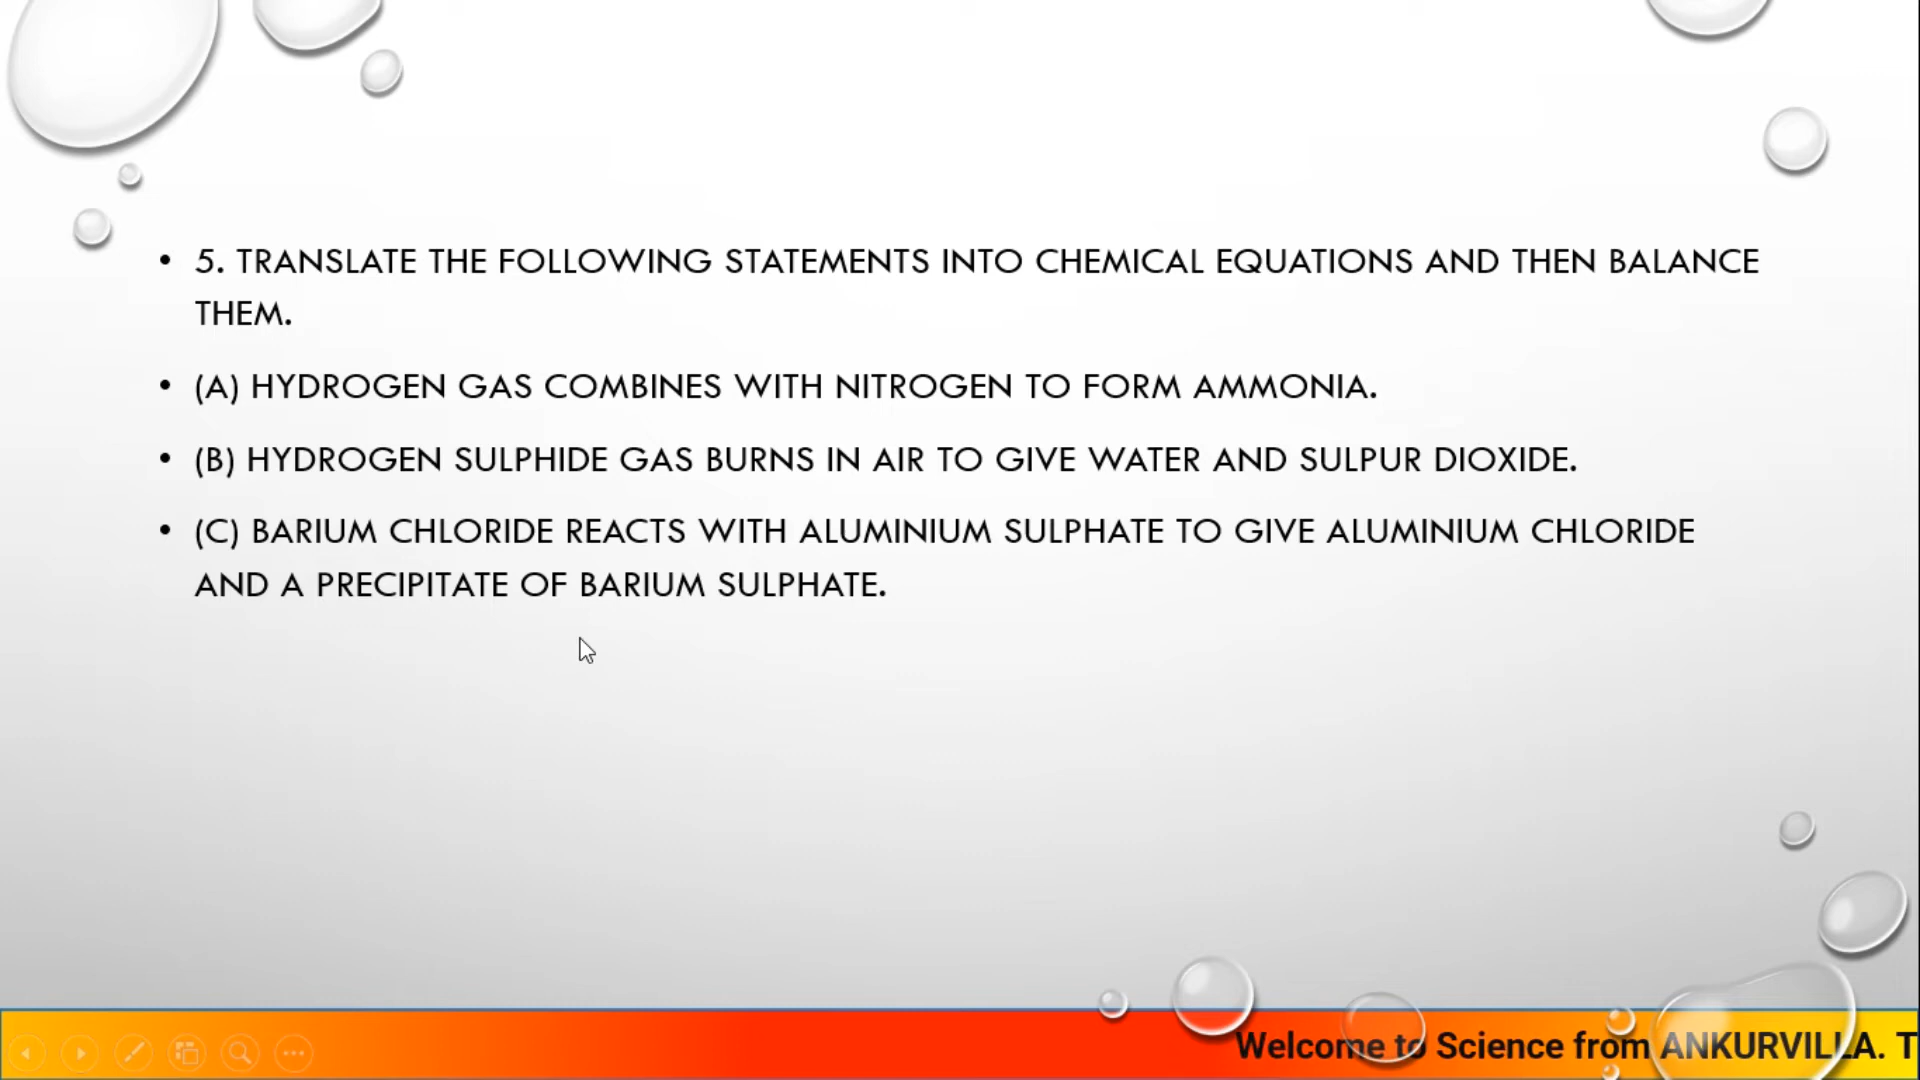 • 5. TRANSLATE THE FOLLOWING STATEMENTS INTO CHEMICAL EQUATIONS AND THEN BALANCE
THEM.
• (A) HYDROGEN GAS COMBINES WITH NITROGEN TO FORM AMMONIA.
• (B) HYDROGEN SULPHIDE GAS BURNS IN AIR TO GIVE WATER AND SULPUR DIOXIDE.
• (C) BARIUM CHLORIDE REACTS WITH ALUMINIUM SULPHATE TO GIVE ALUMINIUM CHLORIDE
AND A PRECIPITATE OF BARIUM SULPHATE.
Welcome to Science from ANKURVILLA. T